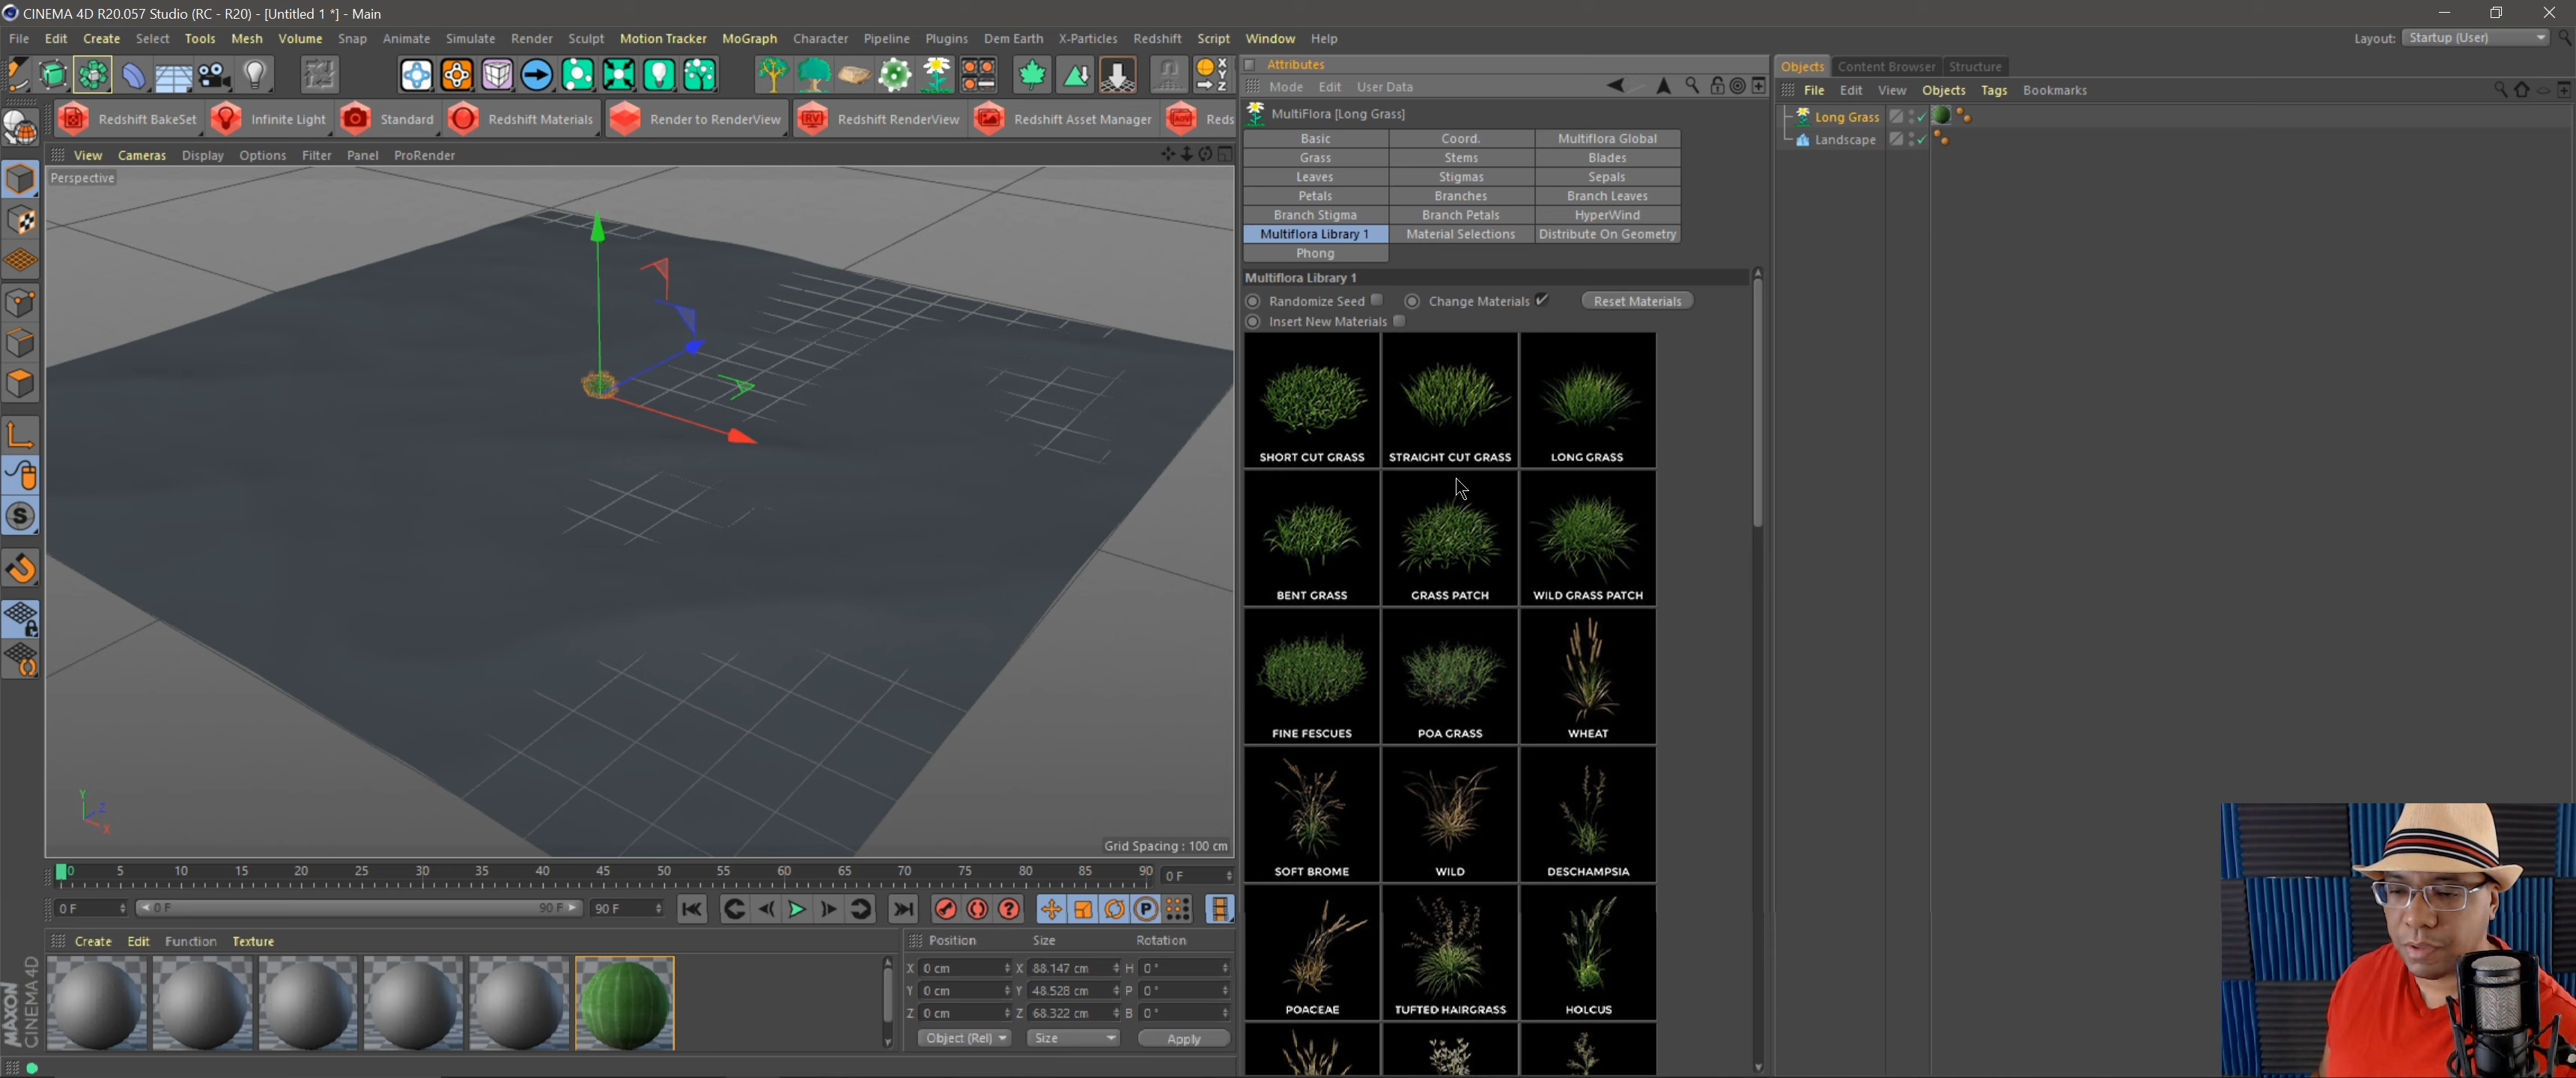 CINEMA 4D R20.057 Studio (RC - R20) - [Untitled 1 *] - Main
File Edit Create Select Tools Mesh Volume Snap Animate Simulate Render Sculpt Motion Tracker MoGraph Character Pipeline Plugins Dem Earth X-Particles Redshift Script Window Help
Layout: Startup (User)
Redshift BakeSet Infinite Light Standard Redshift Materials Render to RenderView RV Redshift RenderView Redshift Asset Manager AOV Reds
View Cameras Display Options Filter Panel ProRender
Perspective
Grid Spacing : 100 cm
Y
Z
X
0 5 10 15 20 25 30 35 40 45 50 55 60 65 70 75 80 85 90 0 F
0 F 0 F 90 F 90 F
Create Edit Function Texture
Position Size Rotation
X 0 cm X 88.147 cm H 0 °
Y 0 cm Y 48.528 cm P 0 °
Z 0 cm Z 68.322 cm B 0 °
Object (Rel) Size Apply
MAXON
CINEMA 4D
Attributes
Mode Edit User Data
MultiFlora [Long Grass]
Basic Coord. Multiflora Global
Grass Stems Blades
Leaves Stigmas Sepals
Petals Branches Branch Leaves
Branch Stigma Branch Petals HyperWind
Multiflora Library 1 Material Selections Distribute On Geometry
Phong
Multiflora Library 1
Randomize Seed Change Materials Reset Materials
Insert New Materials
SHORT CUT GRASS STRAIGHT CUT GRASS LONG GRASS
BENT GRASS GRASS PATCH WILD GRASS PATCH
FINE FESCUES POA GRASS WHEAT
SOFT BROME WILD DESCHAMPSIA
POACEAE TUFTED HAIRGRASS HOLCUS
Objects Content Browser Structure
File Edit View Objects Tags Bookmarks
Long Grass
Landscape